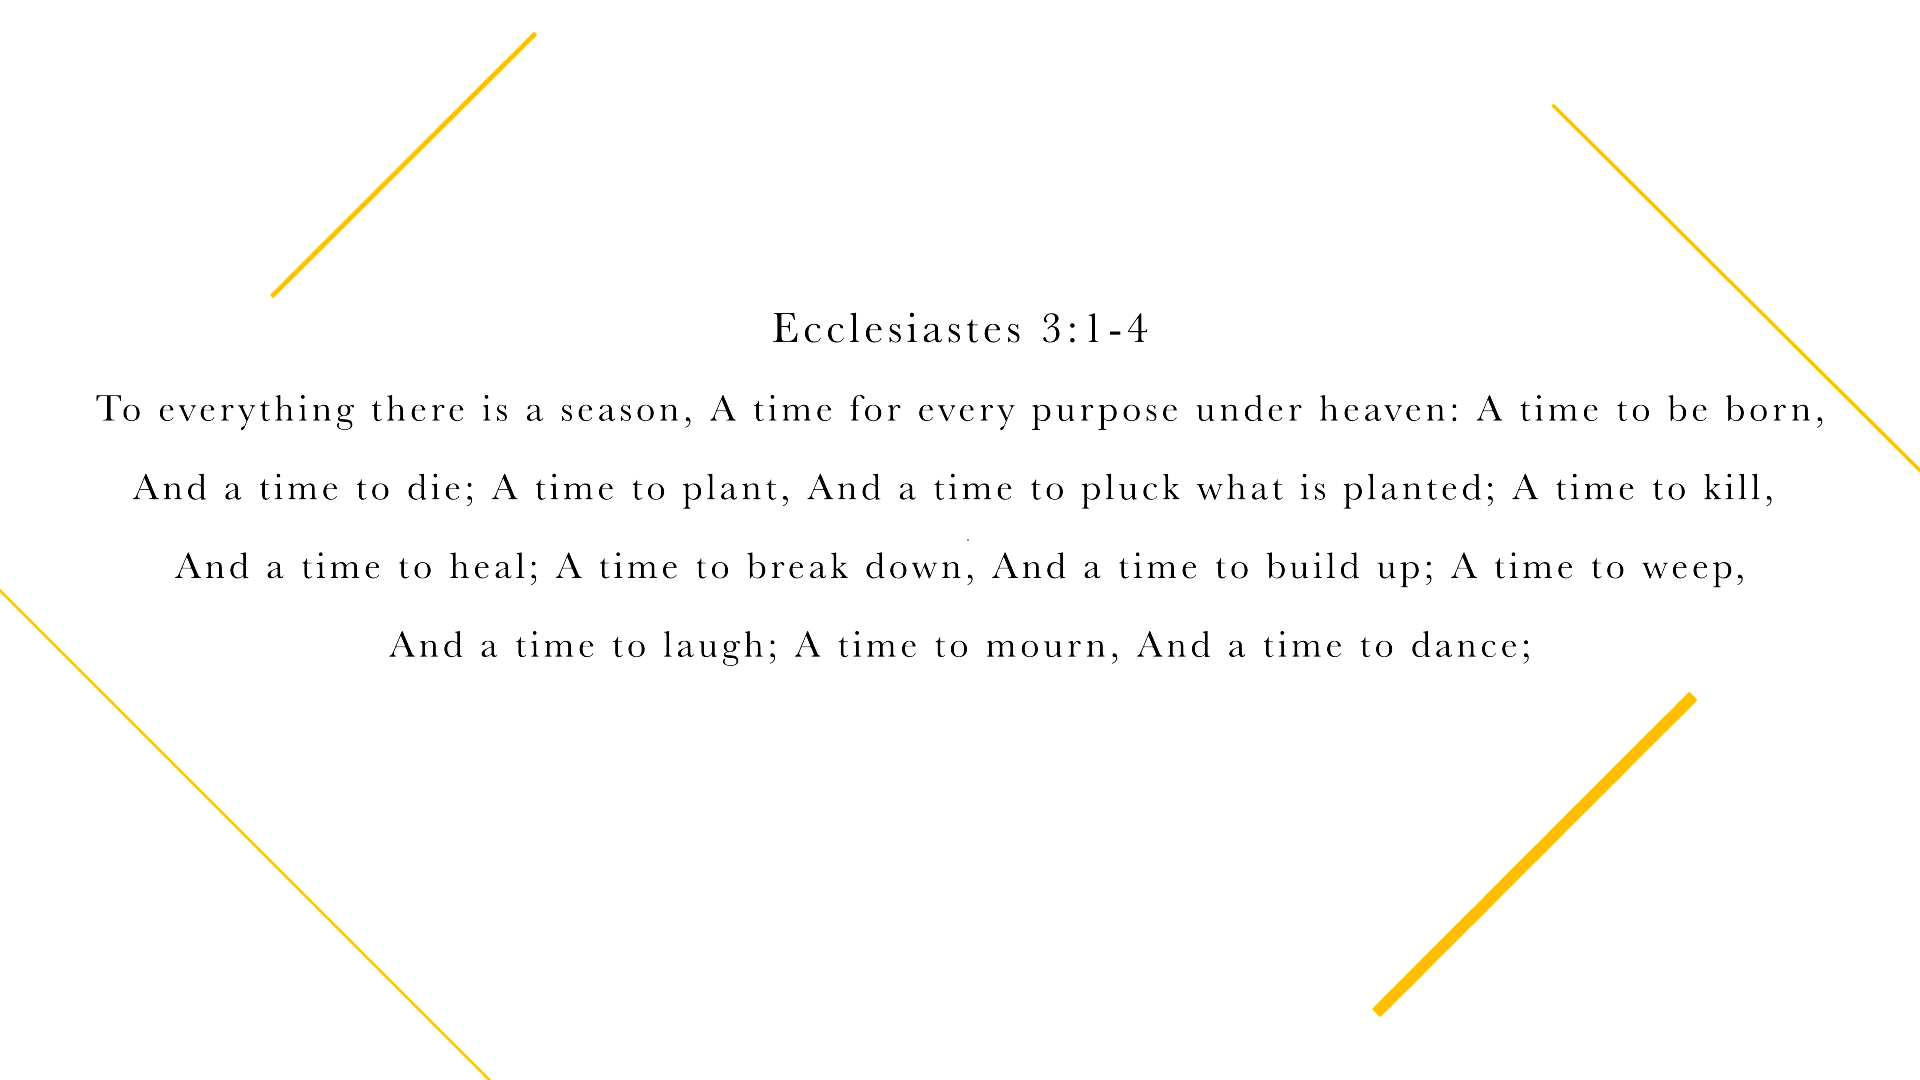 Ecclesiastes 3:1-4
To everything there is a season, A time for every purpose under heaven: A time to be born,
And a time to die; A time to plant, And a time to pluck what is planted; A time to kill,
And a time to heal; A time to break down, And a time to build up; A time to weep,
And a time to laugh; A time to mourn, And a time to dance;